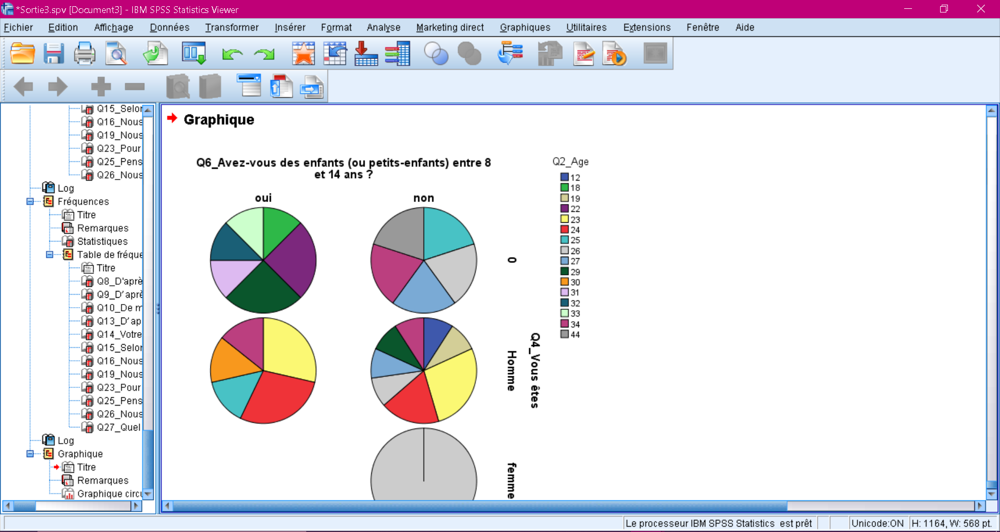 *Sortie3.spv [Document3] - IBM SPSS Statistics Viewer
Fichier Edition Affichage Données Transformer Insérer Format Analyse Marketing direct Graphiques Utilitaires Extensions Fenêtre Aide
Q15_Selor
Q16_Nous
Q19_Nous
Q23_Pour
Q25_Pens
Q26_Nous
Log
Fréquences
Titre
Remarques
Statistiques
Table de fréque
Titre
Q8_D'aprè
Q9_D'aprè
Q10_De m
Q13_D'ap
Q14_Votre
Q15_Selor
Q16_Nous
Q19_Nous
Q23_Pour
Q25_Pens
Q26_Nous
Q27_Quel
Log
Graphique
Titre
Remarques
Graphique circu
Graphique
Q6_Avez-vous des enfants (ou petits-enfants) entre 8
et 14 ans ?
oui
non
0
Homme
femme
Q4_Vous êtes
Q2_Age
12
18
19
22
23
24
25
26
27
29
30
31
32
33
34
44
Le processeur IBM SPSS Statistics est prêt
Unicode:ON
H: 1164, W: 568 pt.